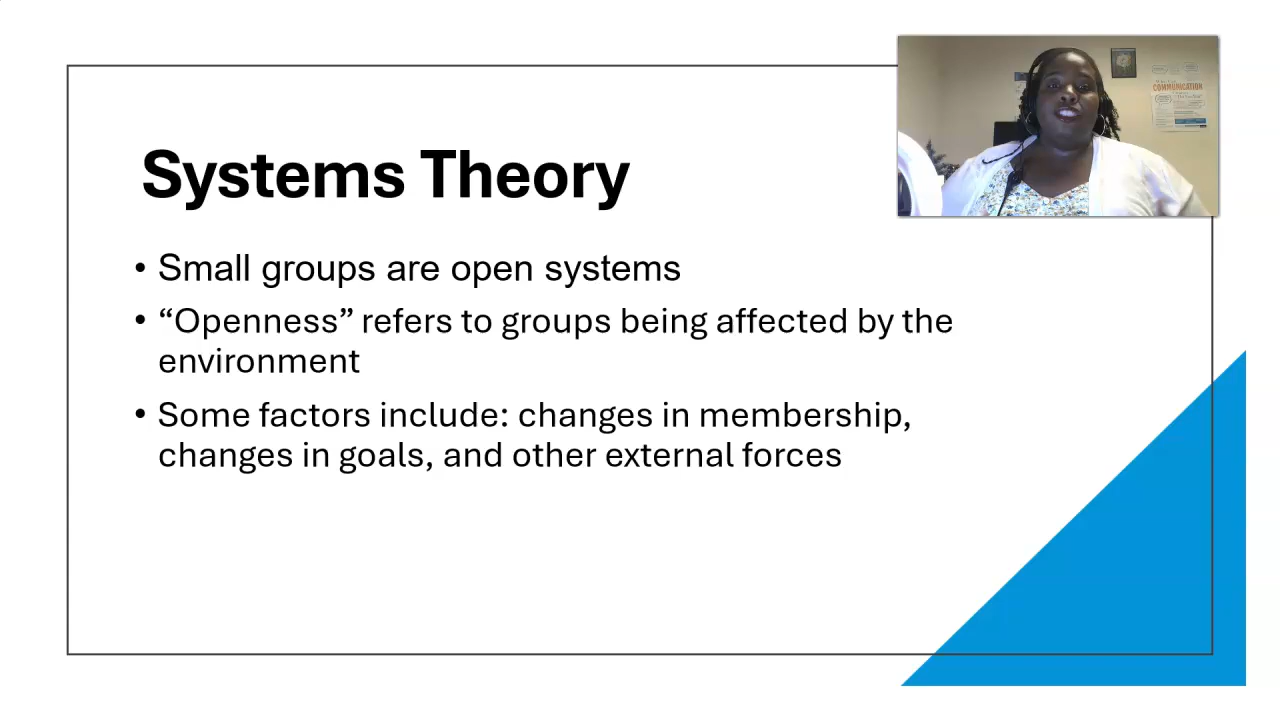 Systems Theory
• Small groups are open systems
• “Openness” refers to groups being affected by the
environment
• Some factors include: changes in membership,
changes in goals, and other external forces
COMMUNICATION